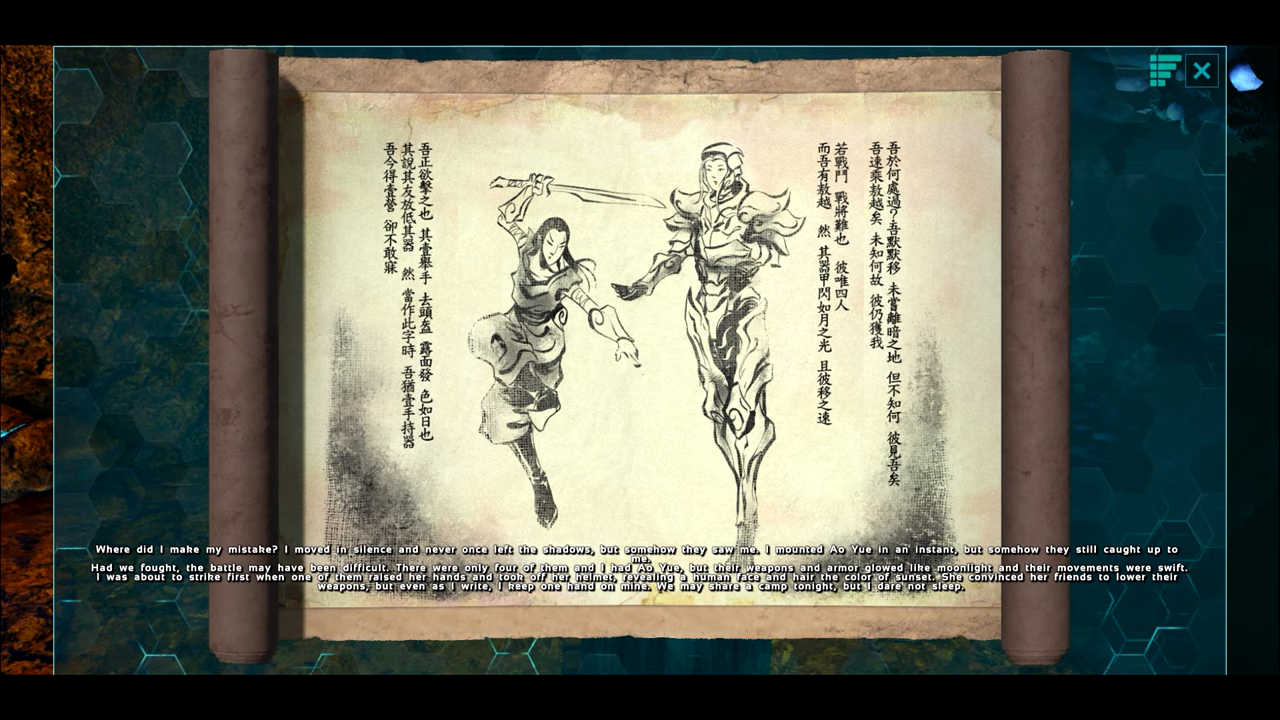 吾於何處過？吾默默移 未嘗離暗之地 但不知何 彼見吾矣
吾速乘敖越矣 未知何故 彼仍獲我
若戰鬥 戰將難也 彼唯四人
而吾有敖越 然 其器甲閃如月之光 且彼移之速
吾正欲擊之也 其壹舉手 去頭盔 露面發 色如日也
其說其友放低其器 然 當作此字時 吾猶壹手持器
吾今得壹營 卻不敢寐
Where did I make my mistake? I moved in silence and never once left the shadows, but somehow they saw me. I mounted Ao Yue in an instant, but somehow they still caught up to
me.
Had we fought, the battle may have been difficult. There were only four of them and I had Ao Yue, but their weapons and armor glowed like moonlight and their movements were swift.
I was about to strike first when one of them raised her hands and took off her helmet, revealing a human face and hair the color of sunset. She convinced her friends to lower their
weapons, but even as I write, I keep one hand on mine. We may share a camp tonight, but I dare not sleep.